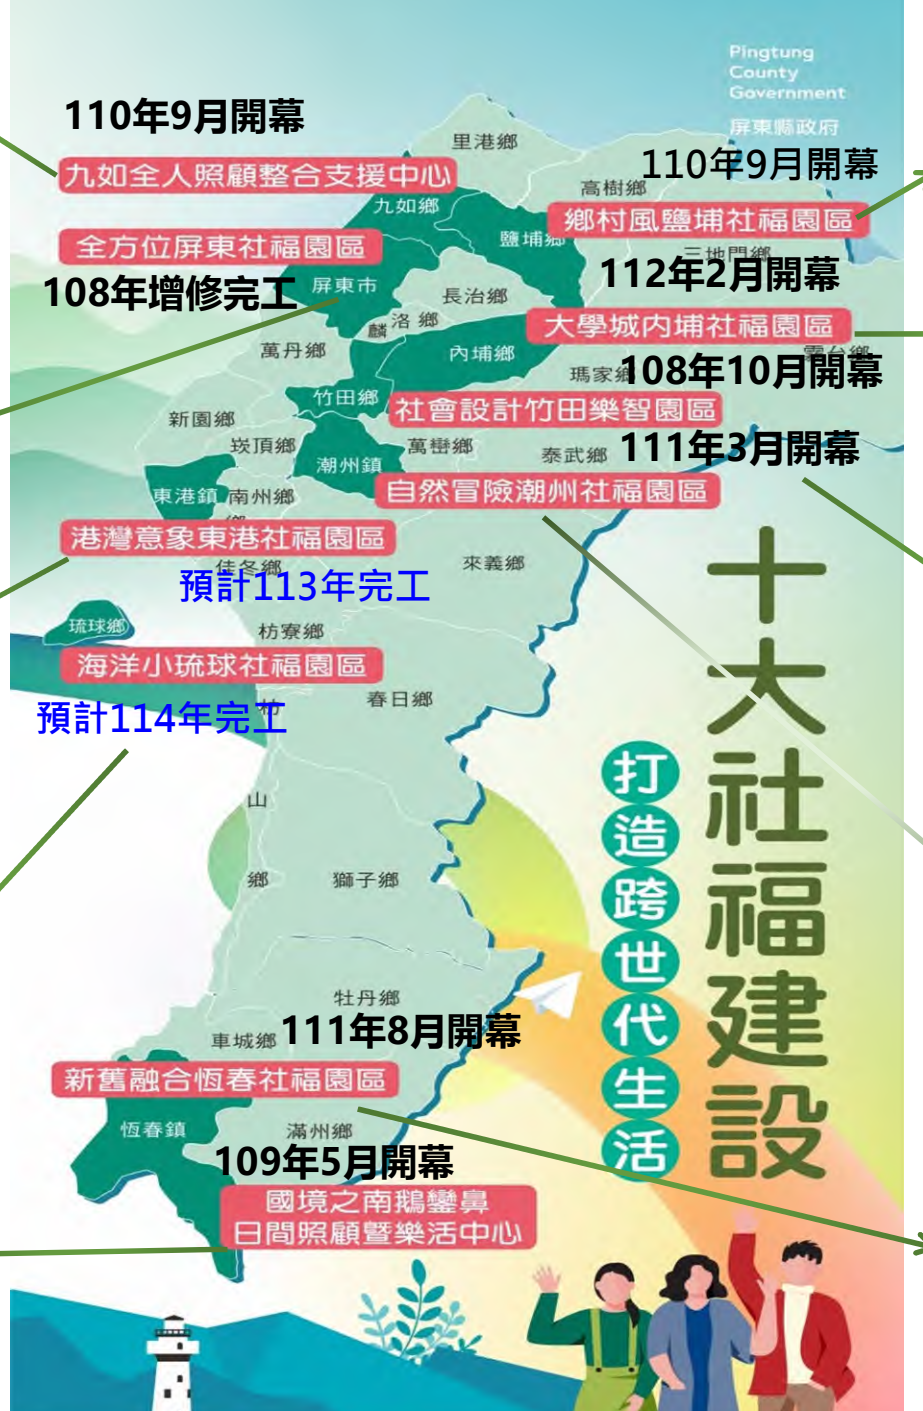 Pingtung
County
Government
屏東縣政府
110年9月開幕
九如全人照顧整合支援中心
里港鄉
110年9月開幕
高樹鄉
九如鄉
鄉村風鹽埔社福園區
鹽埔鄉
全方位屏東社福園區
三地門鄉
112年2月開幕
108年增修完工
屏東市
長治鄉
麟洛鄉
大學城內埔社福園區
萬丹鄉
內埔鄉
瑪家鄉
108年10月開幕
竹田鄉
社會設計竹田樂智園區
新園鄉
崁頂鄉
潮州鎮
萬巒鄉
泰武鄉
111年3月開幕
自然冒險潮州社福園區
東港鎮
南州鄉
港灣意象東港社福園區
佳冬鄉
來義鄉
預計113年完工
琉球鄉
枋寮鄉
海洋小琉球社福園區
春日鄉
預計114年完工
枋
山
鄉
獅子鄉
十大社福建設
打造跨世代生活
牡丹鄉
車城鄉
111年8月開幕
新舊融合恆春社福園區
恆春鎮
滿州鄉
109年5月開幕
國境之南鵝鑾鼻
日間照顧暨樂活中心